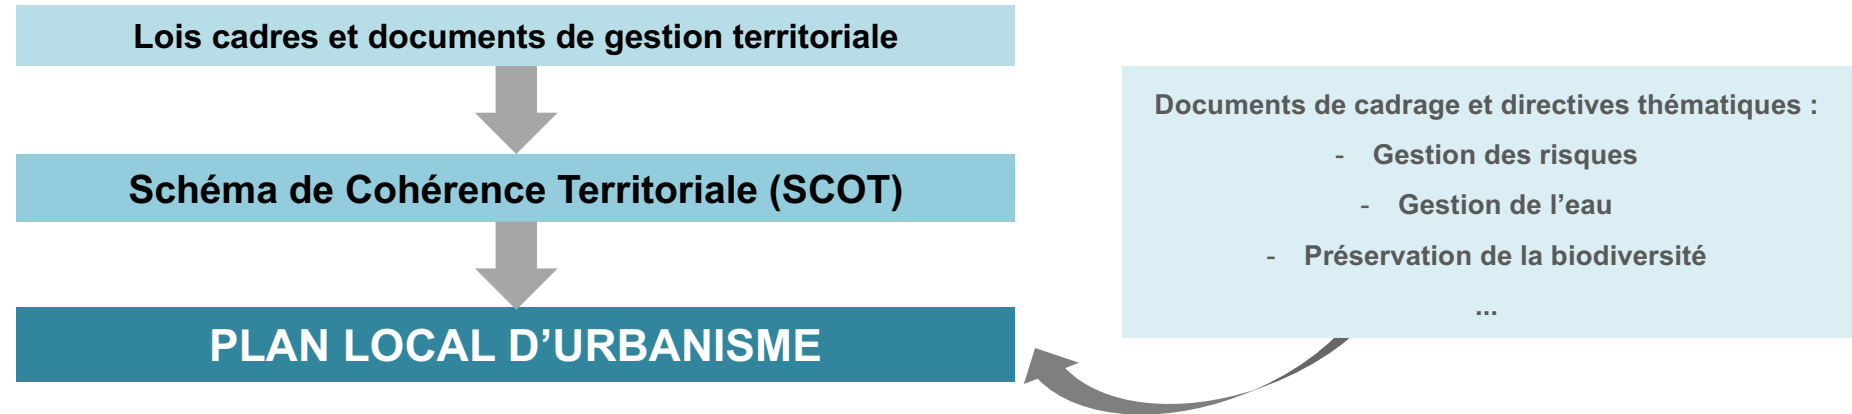 Lois cadres et documents de gestion territoriale
Schéma de Cohérence Territoriale (SCOT)
PLAN LOCAL D’URBANISME
Documents de cadrage et directives thématiques :
- Gestion des risques
- Gestion de l’eau
- Préservation de la biodiversité
...